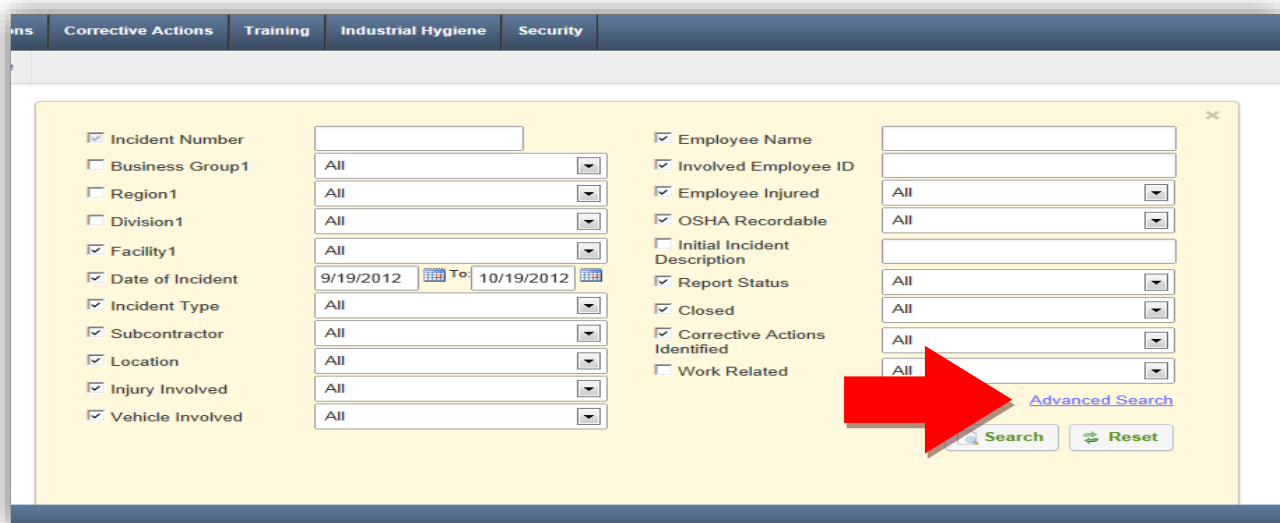 ns Corrective Actions Training Industrial Hygiene Security
e
Incident Number
Business Group1 All
Region1 All
Division1 All
Facility1 All
Date of Incident 9/19/2012 To: 10/19/2012
Incident Type All
Subcontractor All
Location All
Injury Involved All
Vehicle Involved All
Employee Name
Involved Employee ID
Employee Injured All
OSHA Recordable All
Initial Incident
Description
Report Status All
Closed All
Corrective Actions
Identified All
Work Related All
Advanced Search
Search Reset